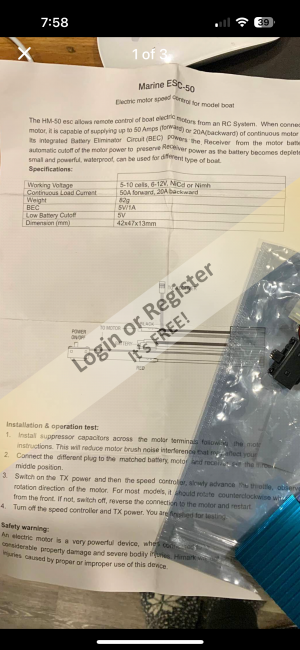 7:58
39
1 of 3
Marine ESC-50
Electric motor speed control for model boat
The HM-50 esc allows remote control of boat electric motors from an RC System. When connec
motor, it is capable of supplying up to 50 Amps (forward) or 20A(backward) of continuous motor
Its integrated Battery Eliminator Circuit (BEC) powers the Receiver from the motor batte
automatic cutoff of the motor power to preserve Receiver power as the battery becomes deplete
small and powerful, waterproof, can be used for different type of boat.
Specifications:
Working Voltage 5-10 cells, 6-12V, NiCd or Nimh
Continuous Load Current 50A forward, 20A backward
Weight 82g
BEC 5V/1A
Low Battery Cutoff 5V
Dimension (mm) 42x47x13mm
Login or Register
It's FREE!
TO MOTOR
POWER
ON/OFF
RED
Installation & operation test:
1. Install suppressor capacitors across the motor terminals
instructions. This will reduce motor brush noise interference that
2. Connect the different plug to the matched battery, motor and
middle position.
3. Switch on the TX power and then the speed controller, slowly advance the throttle,
rotation direction of the motor. For most models, it should rotate counterclockwise
from the front. If not, switch off, reverse the connection to the motor and restart.
4. Turn off the speed controller and TX power. You are finished for testing.
Safety warning:
An electric motor is a very powerful device, when
considerable property damage and severe bodily injuries.
injuries caused by proper or improper use of this device.